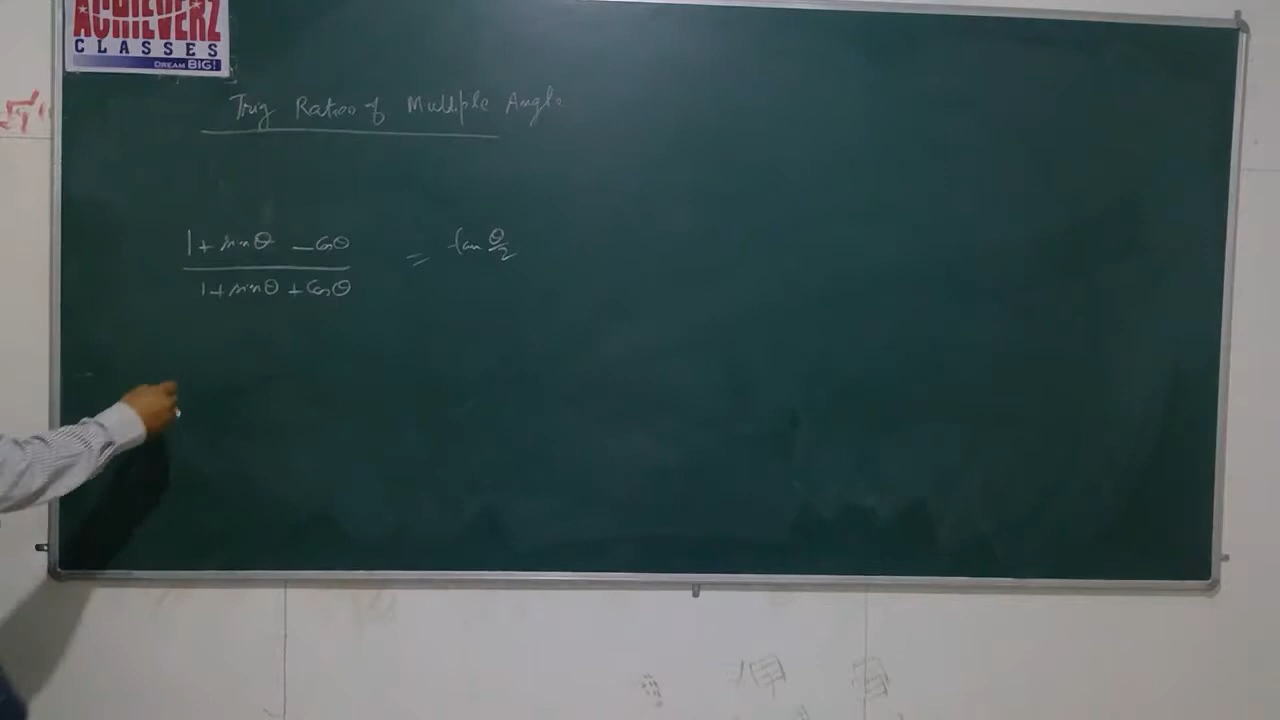 ACHIEVERZ
CLASSES
DREAM BIG!
Trig Ratios of Multiple Angle
1 + sinθ - cosθ
= tan θ/2
1 + sinθ + cosθ